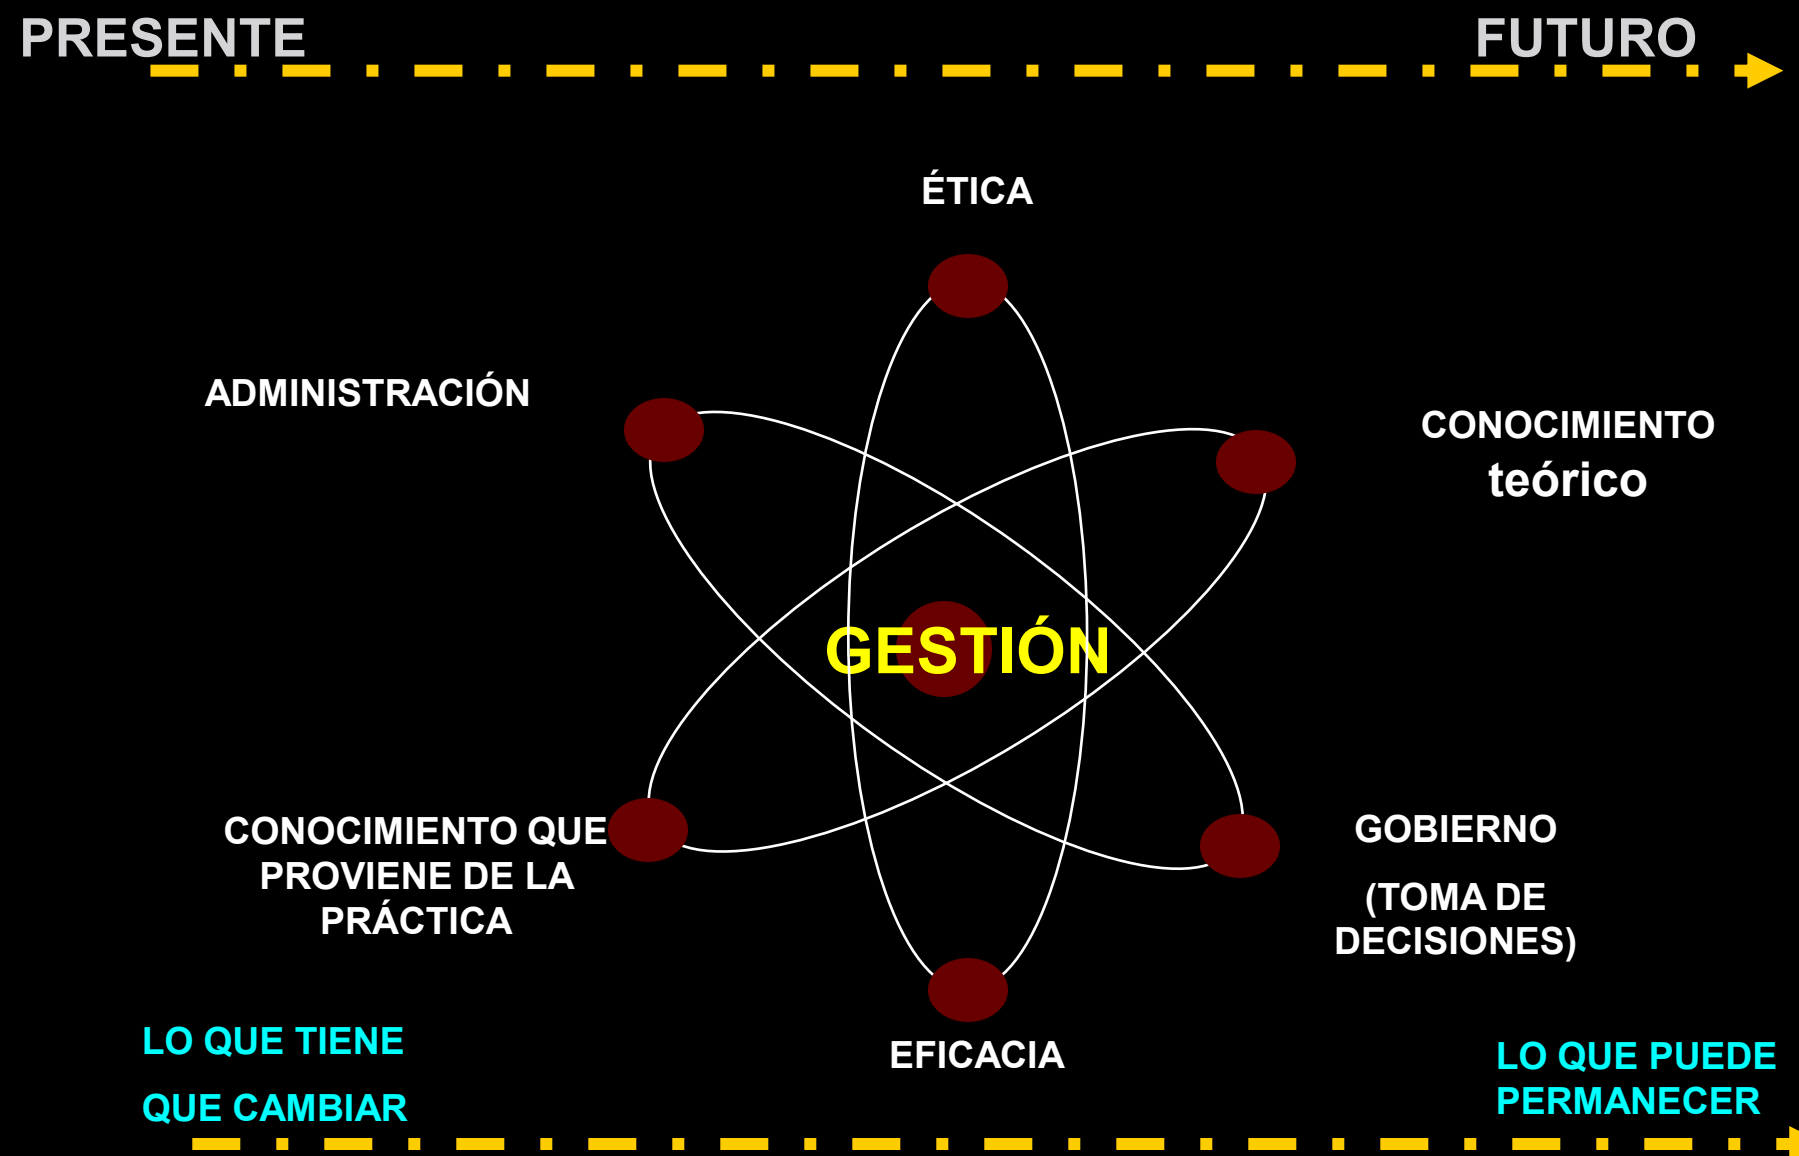 PRESENTE
FUTURO
ÉTICA
ADMINISTRACIÓN
CONOCIMIENTO
teórico
GESTIÓN
CONOCIMIENTO QUE
PROVIENE DE LA
PRÁCTICA
GOBIERNO
(TOMA DE
DECISIONES)
EFICACIA
LO QUE TIENE
QUE CAMBIAR
LO QUE PUEDE
PERMANECER